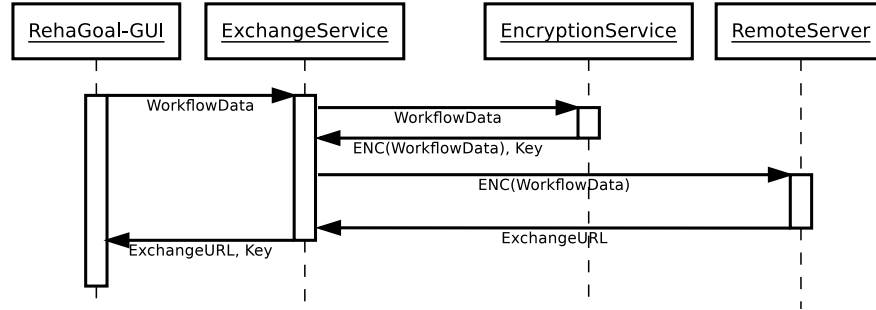 RehaGoal-GUI
ExchangeService
EncryptionService
RemoteServer
WorkflowData
WorkflowData
ENC(WorkflowData), Key
ENC(WorkflowData)
ExchangeURL
ExchangeURL, Key